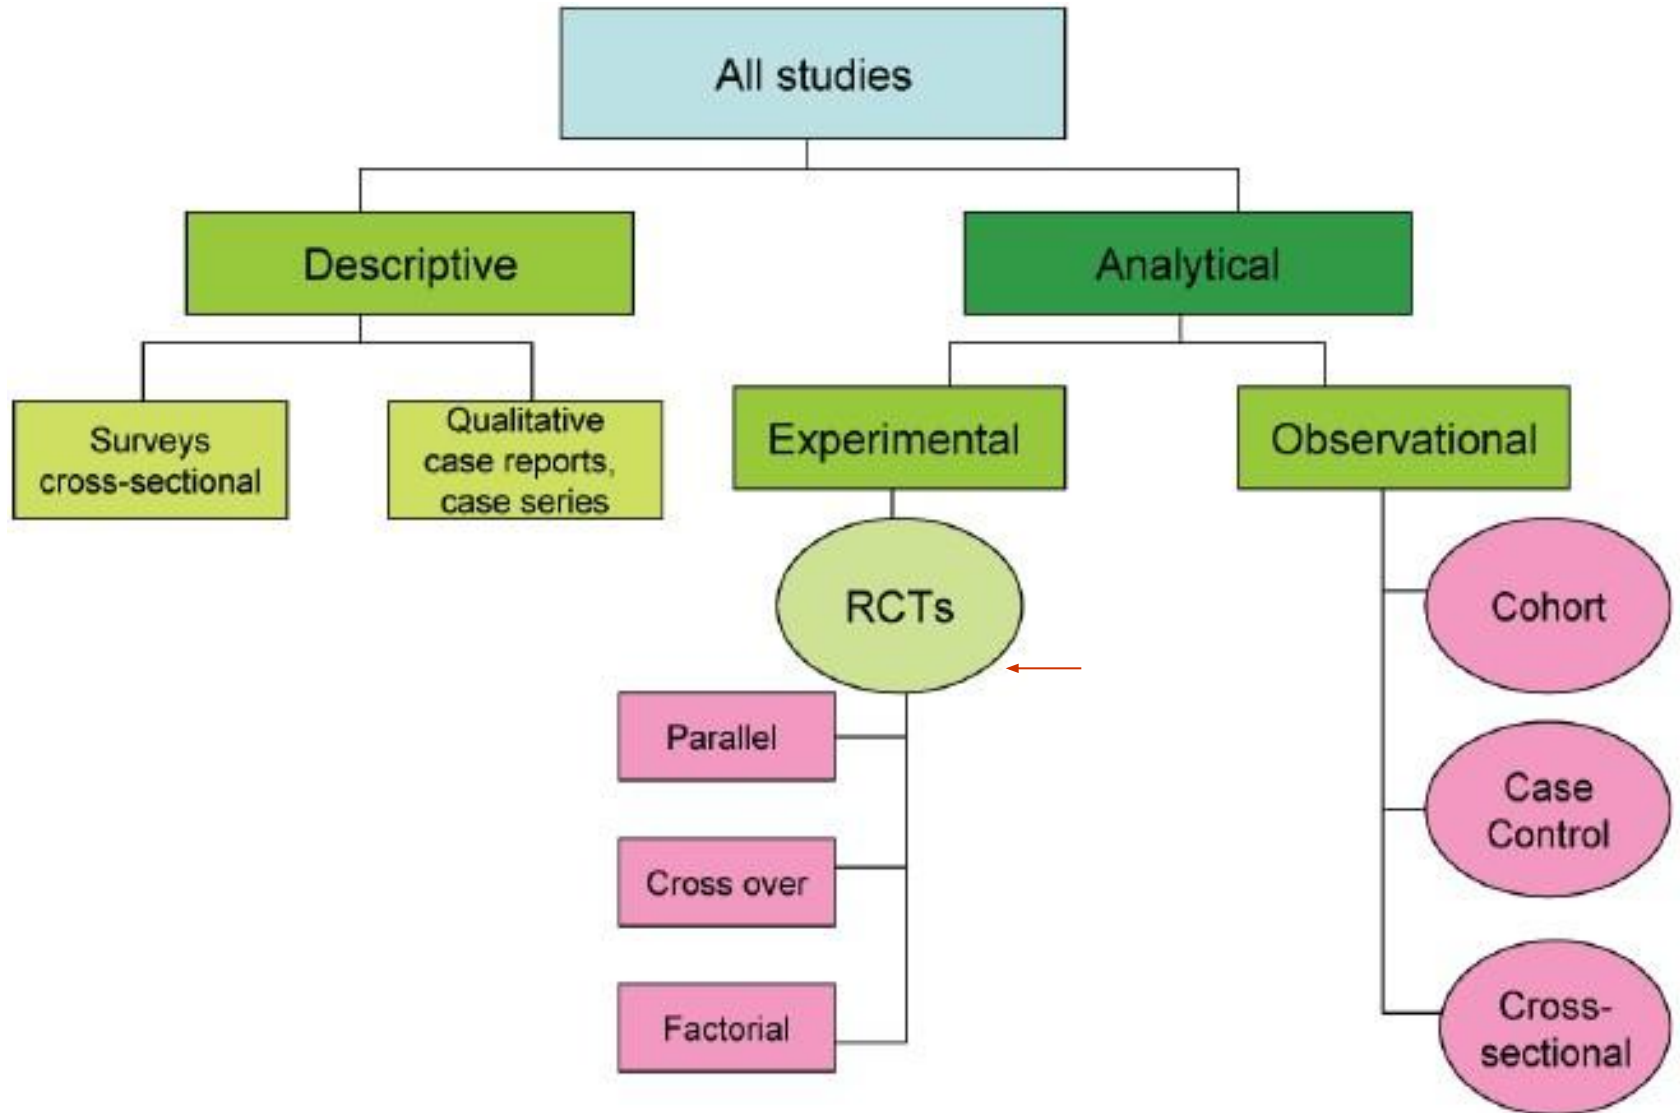 All studies
Descriptive
Analytical
Surveys
cross-sectional
Qualitative
case reports,
case series
Experimental
Observational
RCTs
Cohort
Parallel
Case
Control
Cross over
Factorial
Cross-
sectional